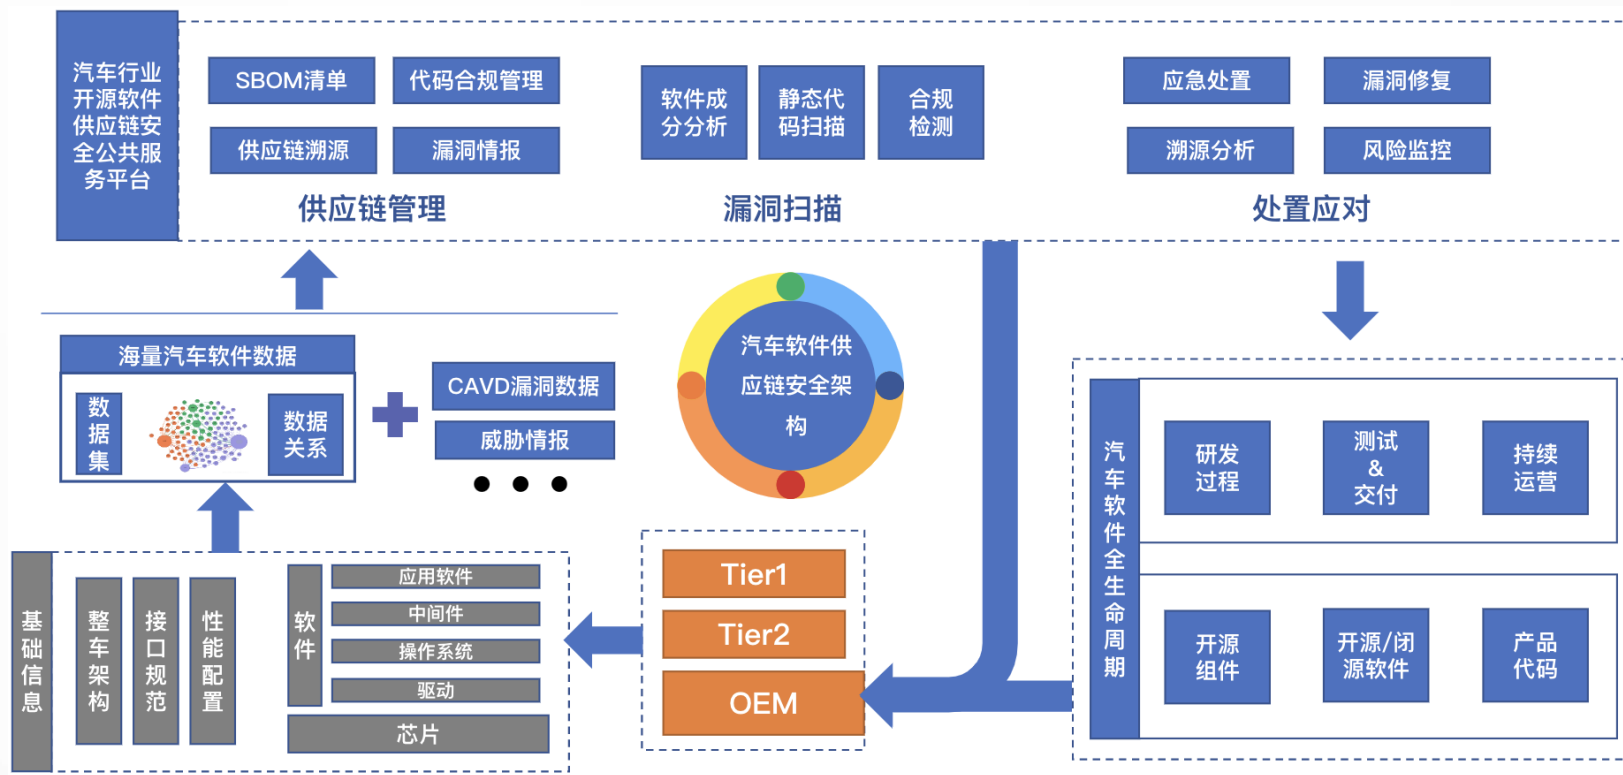 汽车行业
开源软件
供应链安
全公共服
务平台
SBOM清单
代码合规管理
供应链溯源
漏洞情报
供应链管理
软件成
分分析
静态代
码扫描
合规
检测
漏洞扫描
应急处置
漏洞修复
溯源分析
风险监控
处置应对
海量汽车软件数据
数
据
集
数据
关系
CAVD漏洞数据
威胁情报
汽车软件供
应链安全架
构
基
础
信
息
整
车
架
构
接
口
规
范
性
能
配
置
软
件
应用软件
中间件
操作系统
驱动
芯片
Tier1
Tier2
OEM
汽
车
软
件
全
生
命
周
期
研发
过程
测试
&
交付
持续
运营
开源
组件
开源/闭
源软件
产品
代码